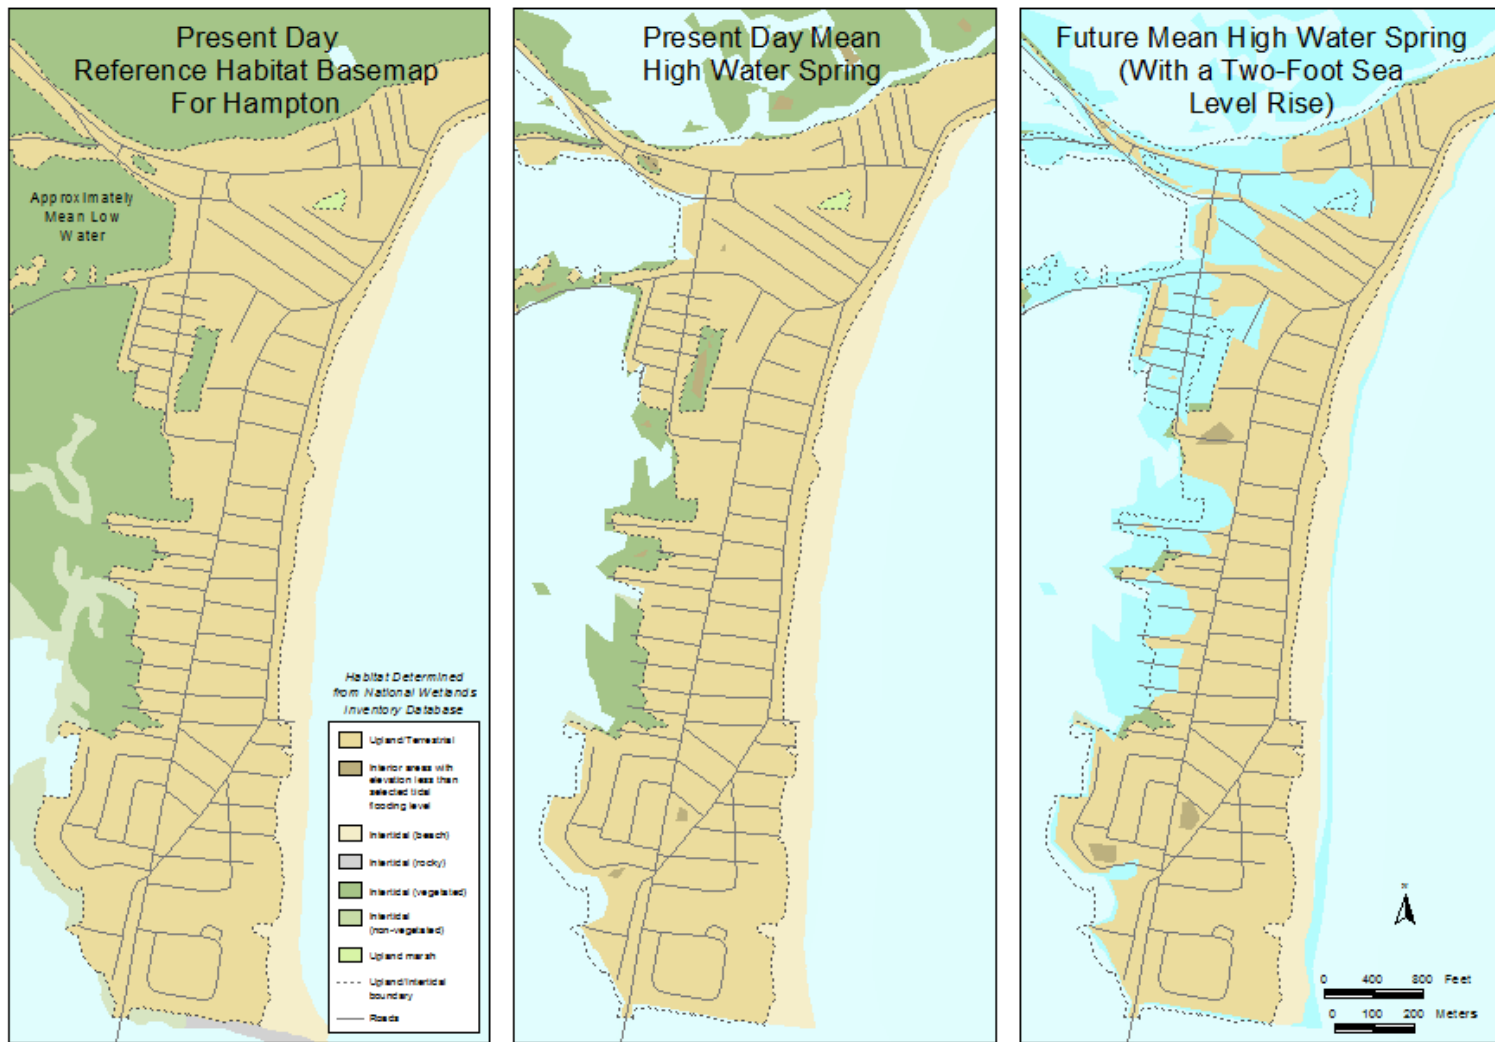 Present Day
Reference Habitat Basemap
For Hampton
Approximately
Mean Low
Water
Habitat Determined
from National Wetlands
Inventory Database
Upland/Terrestrial
Interior areas with
elevation less than
selected tidal
flooding level
Intertidal (beach)
Intertidal (rocky)
Intertidal (vegetated)
Intertidal
(non-vegetated)
Upland marsh
Upland/Intertidal
boundary
Roads
Present Day Mean
High Water Spring
Future Mean High Water Spring
(With a Two-Foot Sea
Level Rise)
N
0 400 800 Feet
0 100 200 Meters